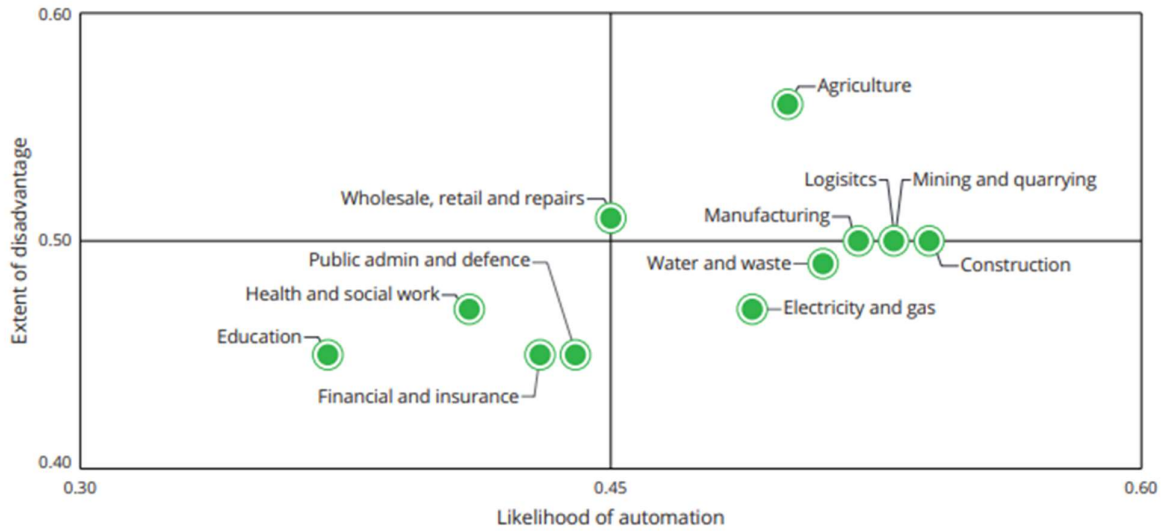 0.60
Agriculture
Logisitcs
Mining and quarrying
Wholesale, retail and repairs
Manufacturing
0.50
Public admin and defence
Water and waste
Construction
Health and social work
Electricity and gas
Education
Financial and insurance
0.40
0.30
0.45
0.60
Extent of disadvantage
Likelihood of automation